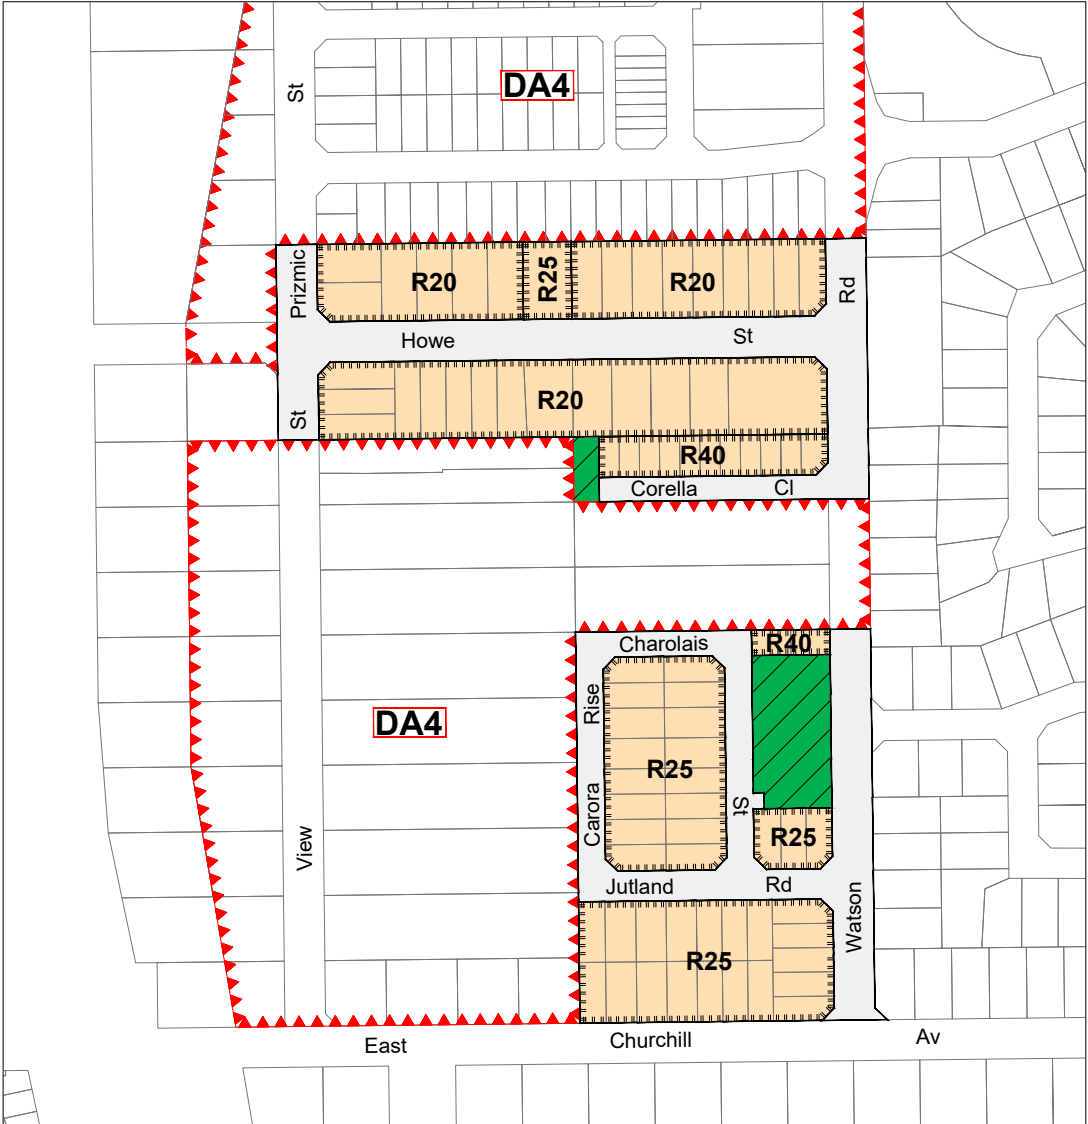 St
DA4
Prizmic
R20
R25
R20
Rd
Howe
St
R20
St
R40
Corella
Cl
Charolais
R40
Rise
DA4
R25
Carora
St
View
R25
Jutland
Rd
Watson
R25
East
Churchill
Av